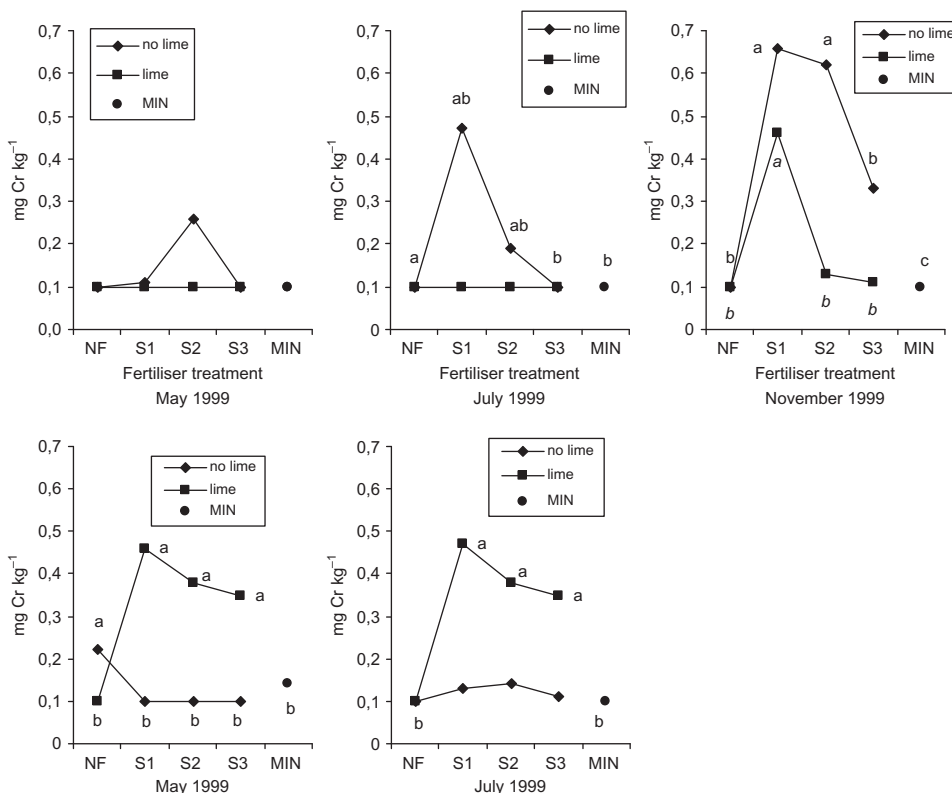 0,7
0,6
0,5
0,4
0,3
0,2
0,1
0,0
mg Cr kg⁻¹
no lime
lime
MIN
NF S1 S2 S3 MIN
Fertiliser treatment
May 1999
0,7
0,6
0,5
0,4
0,3
0,2
0,1
0
mg Cr kg⁻¹
no lime
lime
MIN
ab
ab
a
b
b
NF S1 S2 S3 MIN
Fertiliser treatment
July 1999
0,7
0,6
0,5
0,4
0,3
0,2
0,1
0
mg Cr kg⁻¹
no lime
lime
MIN
a
a
a
b
b
c
b
b
b
NF S1 S2 S3 MIN
Fertiliser treatment
November 1999
0,7
0,6
0,5
0,4
0,3
0,2
0,1
0
mg Cr kg⁻¹
no lime
lime
MIN
a
a
a
a
b
b
b
b
b
NF S1 S2 S3 MIN
May 1999
0,7
0,6
0,5
0,4
0,3
0,2
0,1
0
mg Cr kg⁻¹
no lime
lime
MIN
a
a
a
b
b
NF S1 S2 S3 MIN
July 1999